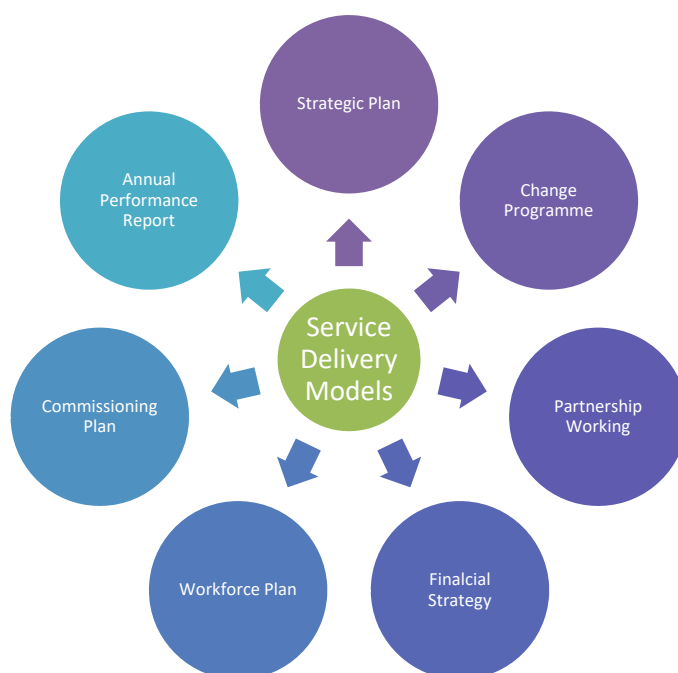 Strategic Plan
Change
Programme
Partnership
Working
Finalcial
Strategy
Workforce Plan
Commissioning
Plan
Annual
Performance
Report
Service
Delivery
Models